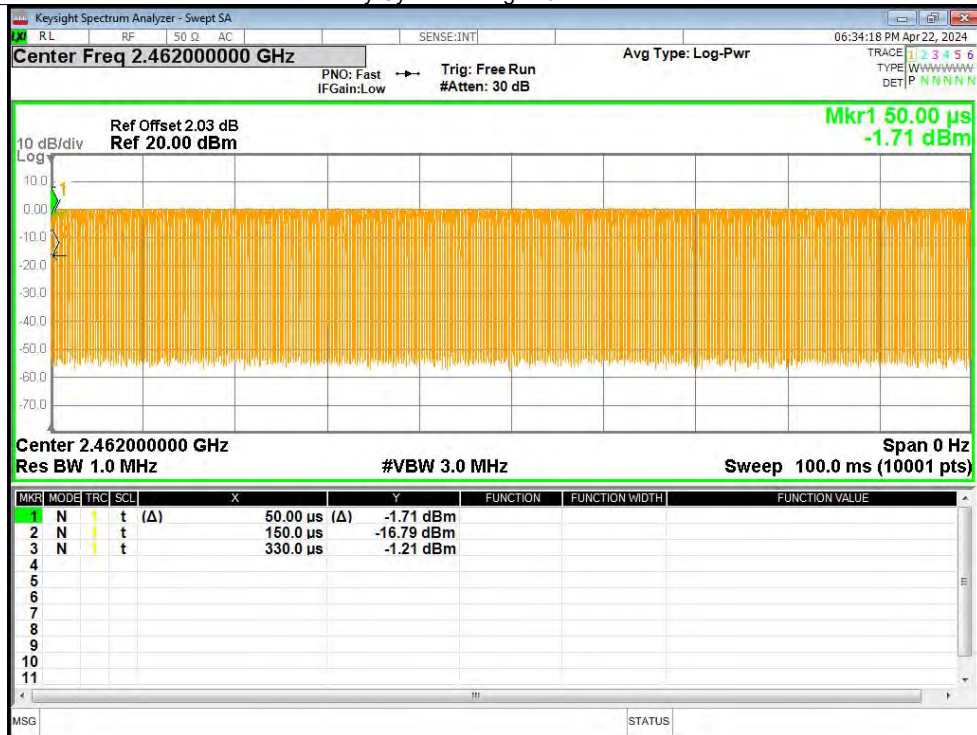 Keysight Spectrum Analyzer - Swept SA
LXI RL RF 50 Ω AC SENSE:INT 06:34:18 PM Apr 22, 2024
Center Freq 2.462000000 GHz
PNO: Fast
IFGain:Low
Trig: Free Run
#Atten: 30 dB
Avg Type: Log-Pwr
TRACE 1 2 3 4 5 6
TYPE WWWWWW
DET P N N N N N
Mkr1 50.00 µs
-1.71 dBm
Ref Offset 2.03 dB
10 dB/div Ref 20.00 dBm
Log
10.0
1
0.00
-10.0
-20.0
-30.0
-40.0
-50.0
-60.0
-70.0
Center 2.462000000 GHz Span 0 Hz
Res BW 1.0 MHz #VBW 3.0 MHz Sweep 100.0 ms (10001 pts)
MKR MODE TRC SCL X Y FUNCTION FUNCTION WIDTH FUNCTION VALUE
1 N 1 t (Δ) 50.00 µs (Δ) -1.71 dBm
2 N 1 t 150.0 µs -16.79 dBm
3 N 1 t 330.0 µs -1.21 dBm
4
5
6
7
8
9
10
11
MSG STATUS